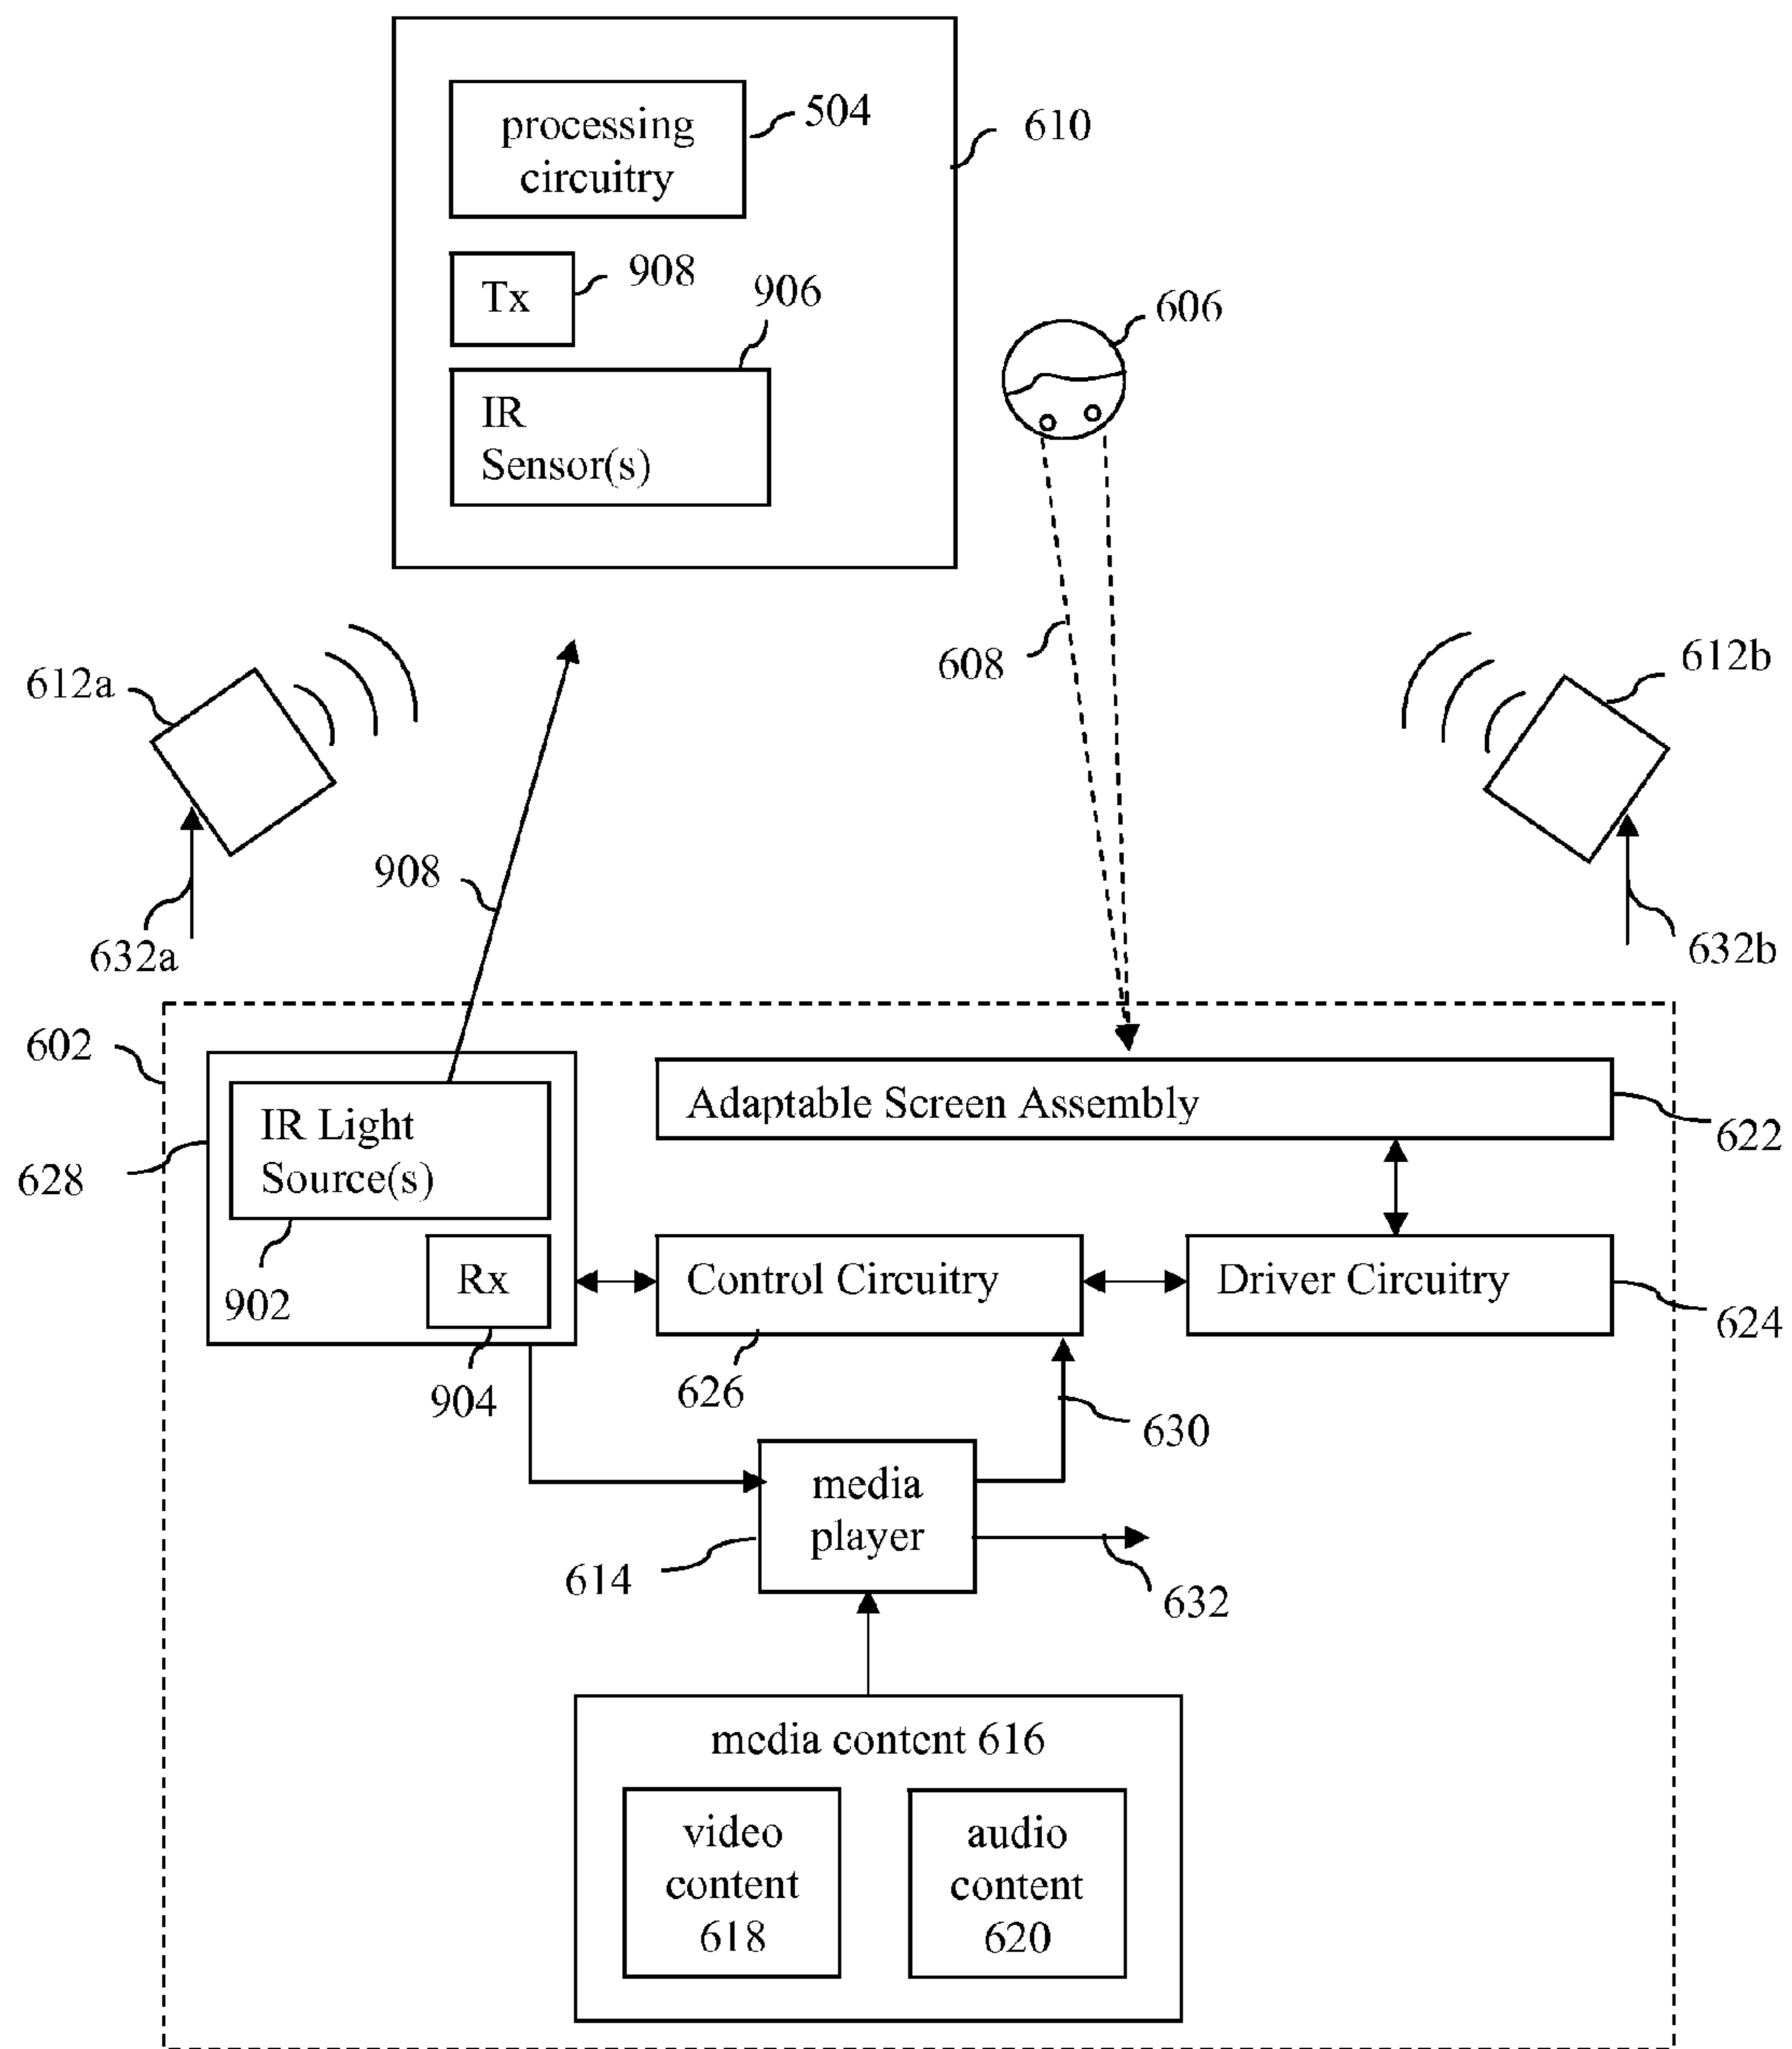 processing
circuitry
504
610
Tx
908
906
IR
Sensor(s)
606
608
612a
612b
908
632a
632b
602
IR Light
Source(s)
628
902
Rx
904
Adaptable Screen Assembly
622
Control Circuitry
626
Driver Circuitry
624
630
media
player
614
632
media content 616
video
content
618
audio
content
620